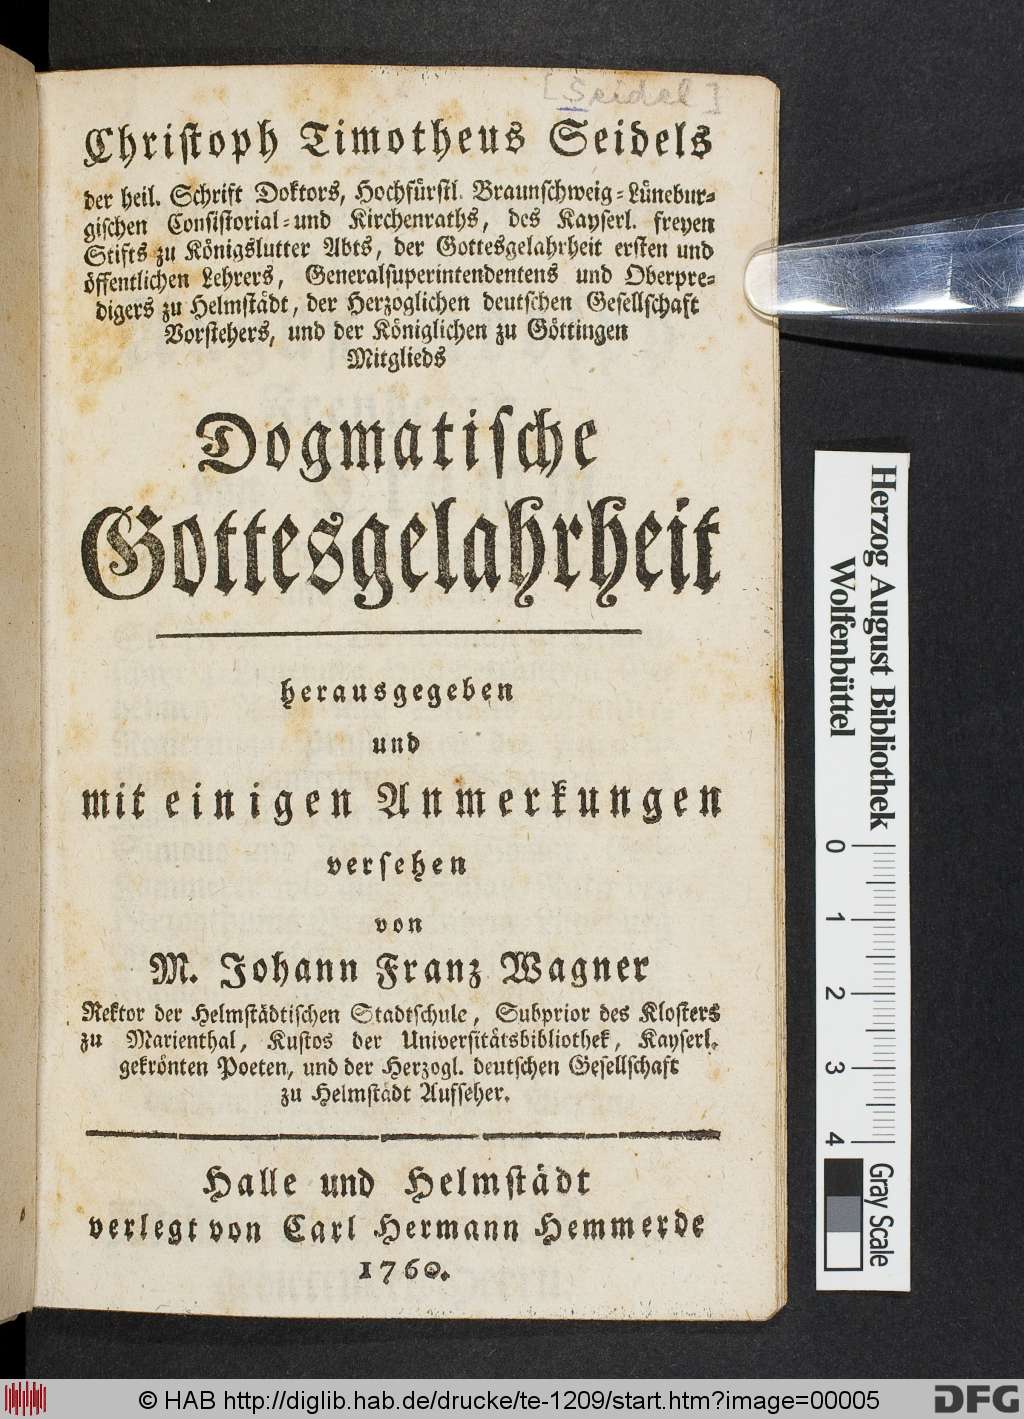 [Seidel]
Christoph Timotheus Seidels
der heil. Schrift Doktors, Hochfürstl. Braunschweig-Lünebur-
gischen Consistorial-und Kirchenraths, des Kayserl. freyen
Stifts zu Königslutter Abts, der Gottesgelahrheit ersten und
öffentlichen Lehrers, Generalsuperintendentens und Oberpre-
digers zu Helmstädt, der Herzoglichen deutschen Gesellschaft
Vorstehers, und der Königlichen zu Göttingen
Mitglieds
Dogmatische
Gottesgelahrheit
herausgegeben
und
mit einigen Anmerkungen
versehen
von
M. Johann Franz Wagner
Rektor der Helmstädtischen Stadtschule, Subprior des Klosters
zu Marienthal, Kustos der Universitätsbibliothek, Kayserl.
gekrönten Poeten, und der Herzogl. deutschen Gesellschaft
zu Helmstädt Aufseher.
Halle und Helmstädt
verlegt von Carl Hermann Hemmerde
1760.
Herzog August Bibliothek
Wolfenbüttel
0 1 2 3 4
Gray Scale
© HAB http://diglib.hab.de/drucke/te-1209/start.htm?image=00005
DFG